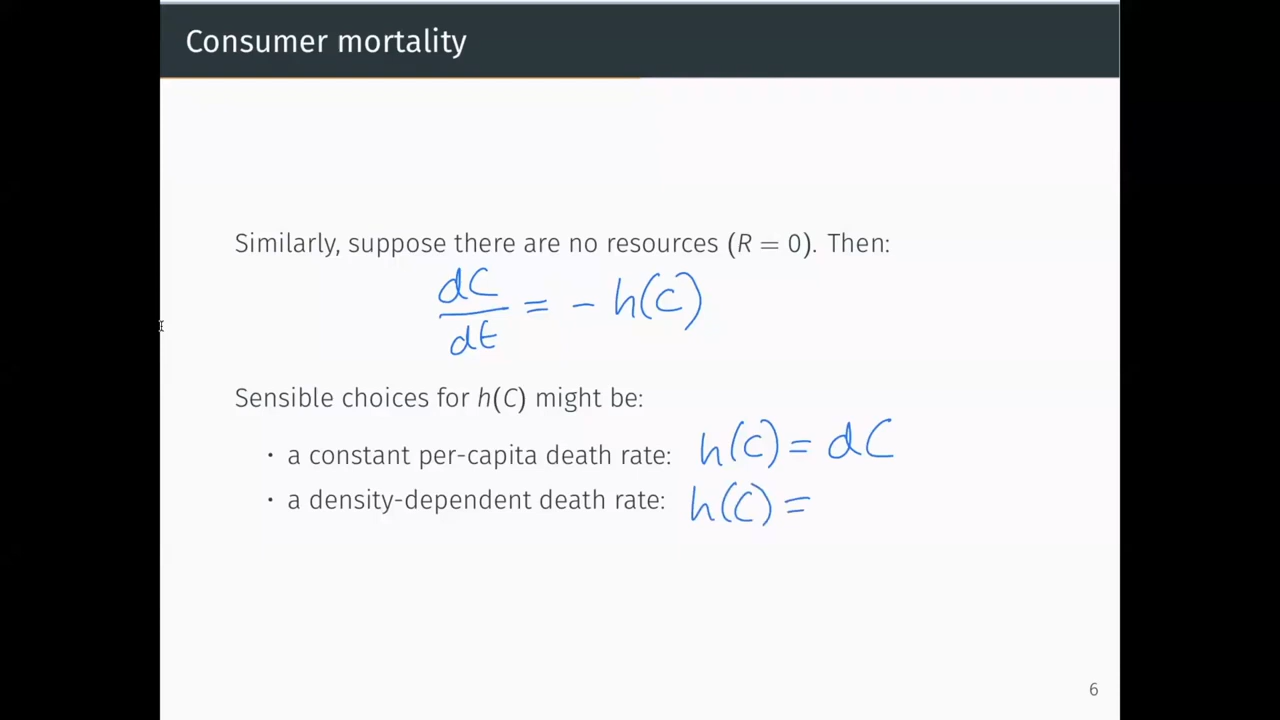 Consumer mortality
Similarly, suppose there are no resources (R = 0). Then:
dC/dt = - h(C)
Sensible choices for h(C) might be:
• a constant per-capita death rate: h(C) = dC
• a density-dependent death rate: h(C) =
6